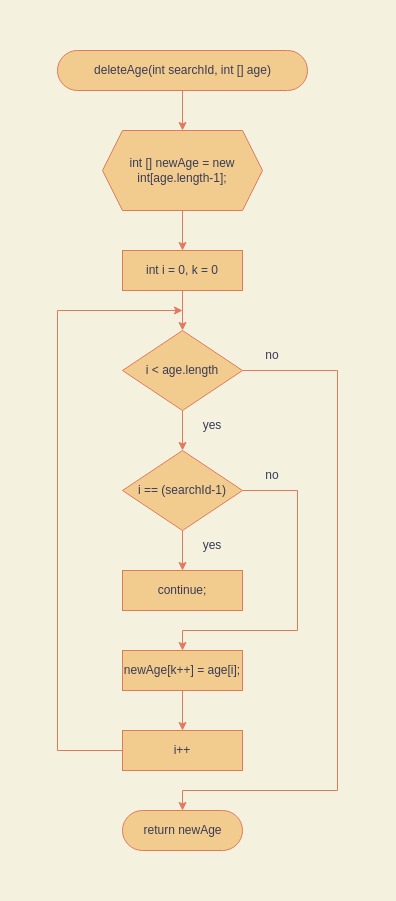 deleteAge(int searchId, int [] age)
int [] newAge = new
int[age.length-1];
int i = 0, k = 0
i < age.length
no
yes
i == (searchId-1)
no
yes
continue;
newAge[k++] = age[i];
i++
return newAge